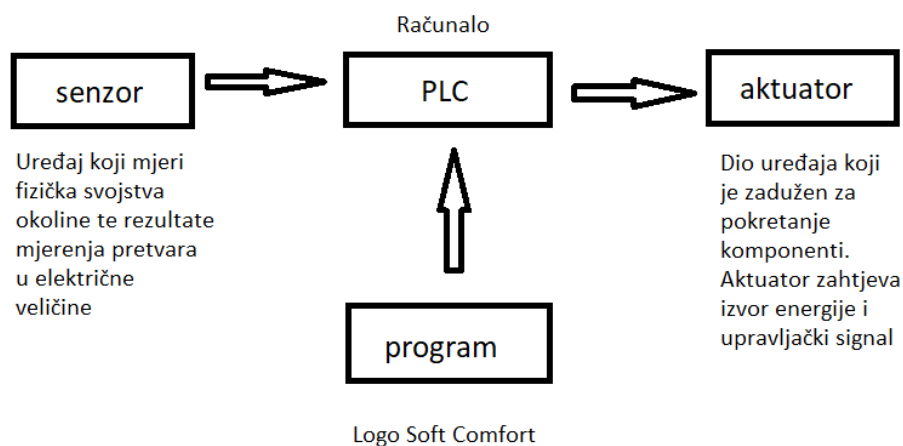 Računalo
senzor
PLC
aktuator
Uređaj koji mjeri
fizička svojstva
okoline te rezultate
mjerenja pretvara
u električne
veličine
Dio uređaja koji
je zadužen za
pokretanje
komponenti.
Aktuator zahtjeva
izvor energije i
upravljački signal
program
Logo Soft Comfort